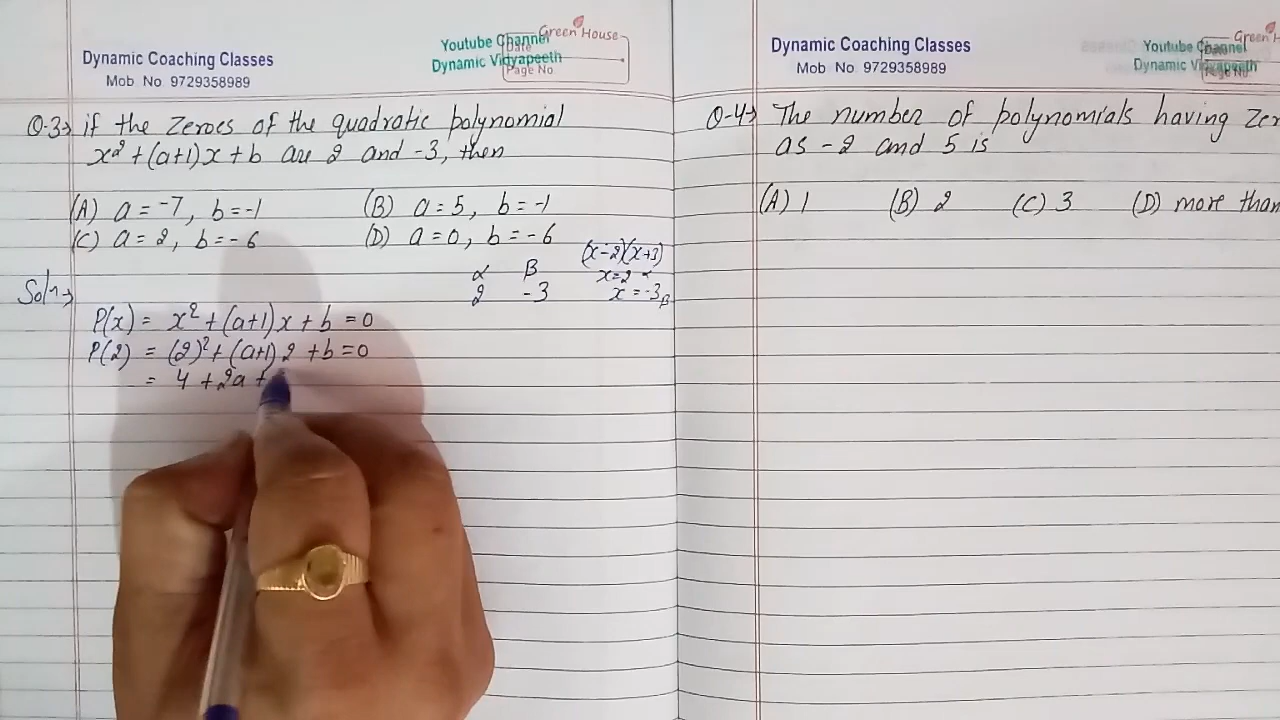 Dynamic Coaching Classes
Mob No 9729358989
Youtube Channel
Dynamic Vidyapeeth
Green House
Date
Page No
Q-3→ if the zeroes of the quadratic polynomial
x² + (a+1)x + b are 2 and -3, then
(A) a = -7, b = -1 (B) a = 5, b = -1
(C) a = 2, b = -6 (D) a = 0, b = -6
(x-2)(x+3)
α β x=2 α
2 -3 x = -3 β
Soln→
P(x) = x² + (a+1)x + b = 0
P(2) = (2)² + (a+1) 2 + b = 0
= 4 + 2a +
Dynamic Coaching Classes
Mob No 9729358989
Youtube Channel
Dynamic Vidyapeeth
Green H
Q-4→ The number of polynomials having zer
as -2 and 5 is
(A) 1 (B) 2 (C) 3 (D) more than